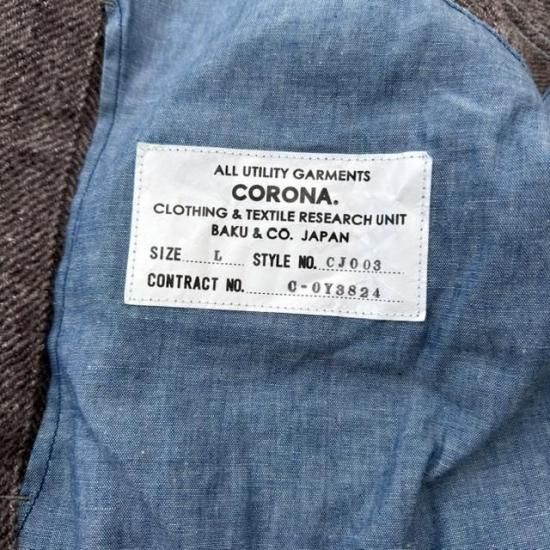 ALL UTILITY GARMENTS
CORONA.
CLOTHING & TEXTILE RESEARCH UNIT
BAKU & CO. JAPAN
SIZE L STYLE NO. CJ003
CONTRACT NO. C-0Y3824